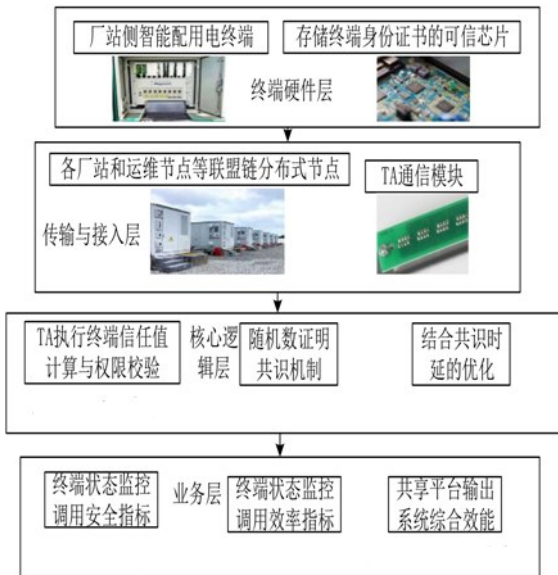 厂站侧智能配用电终端
存储终端身份证书的可信芯片
终端硬件层
各厂站和运维节点等联盟链分布式节点
TA通信模块
传输与接入层
TA执行终端信任值
计算与权限校验
核心逻
辑层
随机数证明
共识机制
结合共识时
延的优化
终端状态监控
调用安全指标
业务层
终端状态监控
调用效率指标
共享平台输出
系统综合效能